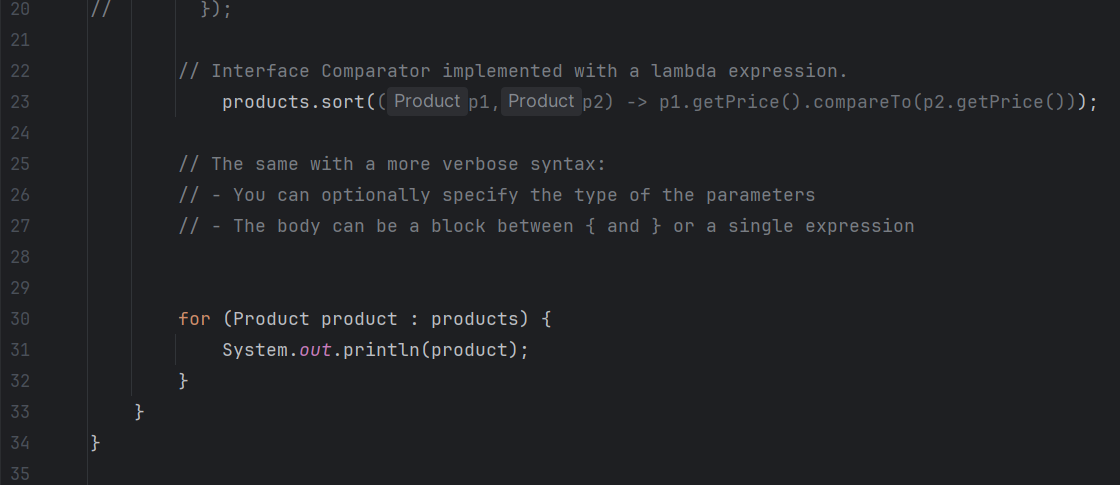 20 // });
21
22 // Interface Comparator implemented with a lambda expression.
23 products.sort(( Product p1, Product p2) -> p1.getPrice().compareTo(p2.getPrice()));
24
25 // The same with a more verbose syntax:
26 // - You can optionally specify the type of the parameters
27 // - The body can be a block between { and } or a single expression
28
29
30 for (Product product : products) {
31 System.out.println(product);
32 }
33 }
34 }
35